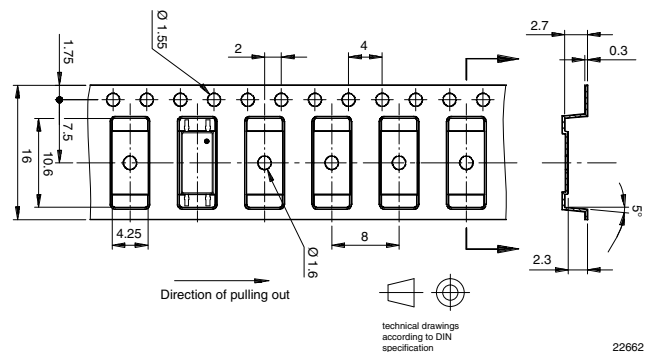 1.75
Ø 1.55
2
4
2.7
0.3
7.5
16
10.6
4.25
Ø 1.6
8
5°
2.3
Direction of pulling out
technical drawings
according to DIN
specification
22662